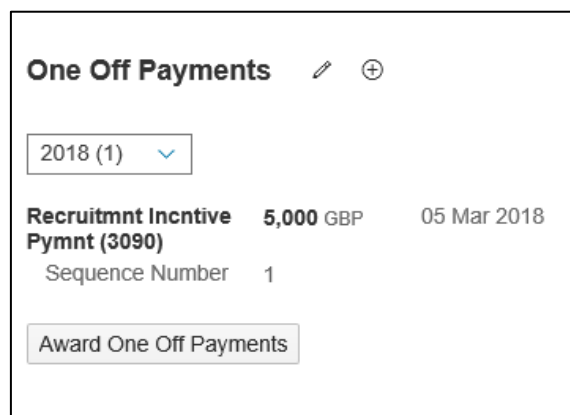 One Off Payments
2018 (1)
Recruitmnt Incntive 5,000 GBP 05 Mar 2018
Pymnt (3090)
Sequence Number 1
Award One Off Payments